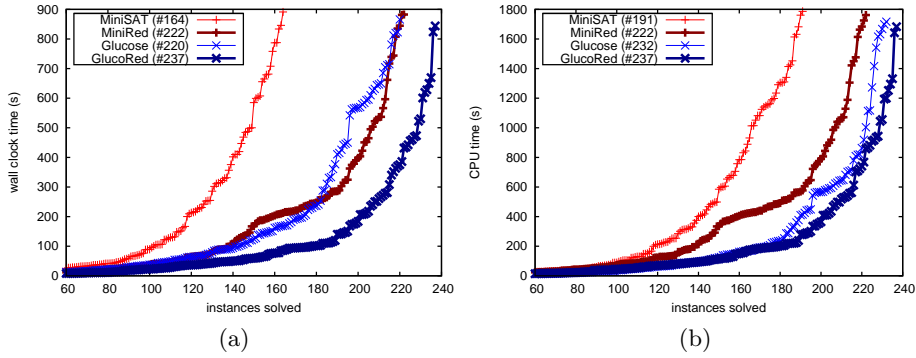 900
800
700
600
500
400
300
200
100
0
wall clock time (s)
MiniSAT (#164)
MiniRed (#222)
Glucose (#220)
GlucoRed (#237)
60 80 100 120 140 160 180 200 220 240
instances solved
(a)
1800
1600
1400
1200
1000
800
600
400
200
0
CPU time (s)
MiniSAT (#191)
MiniRed (#222)
Glucose (#232)
GlucoRed (#237)
60 80 100 120 140 160 180 200 220 240
instances solved
(b)